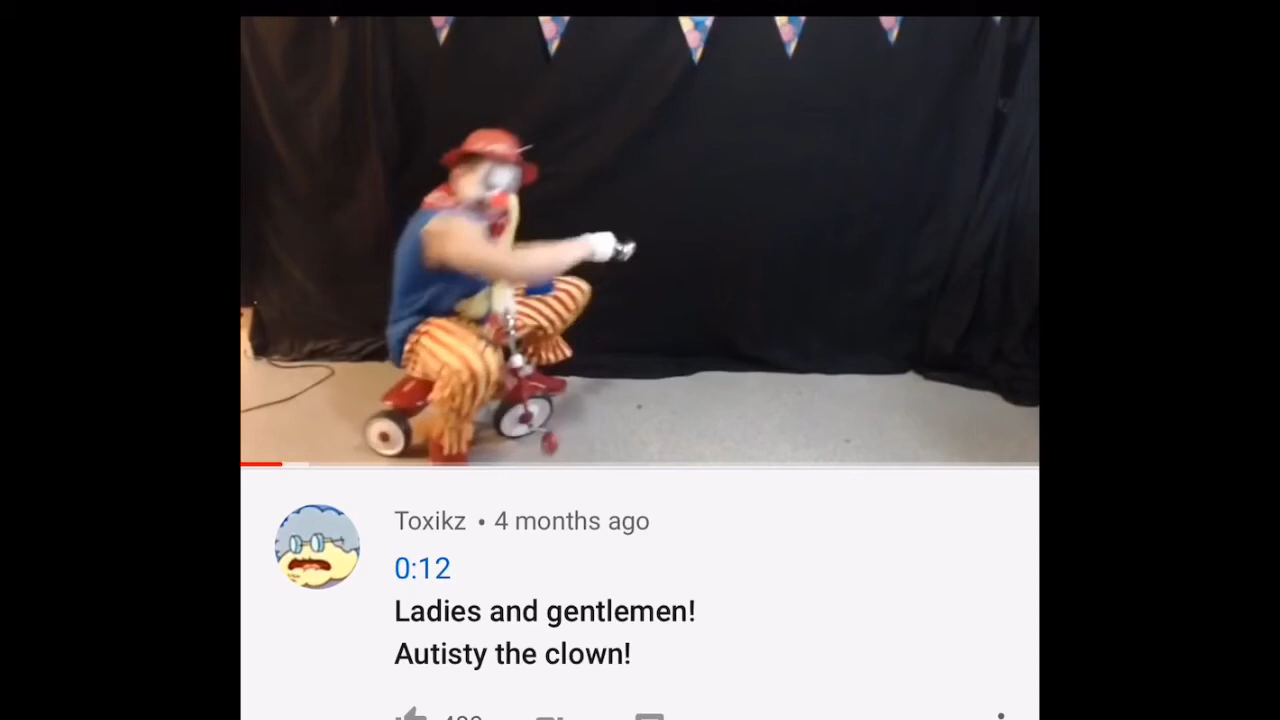 Toxikz • 4 months ago
0:12
Ladies and gentlemen!
Autisty the clown!